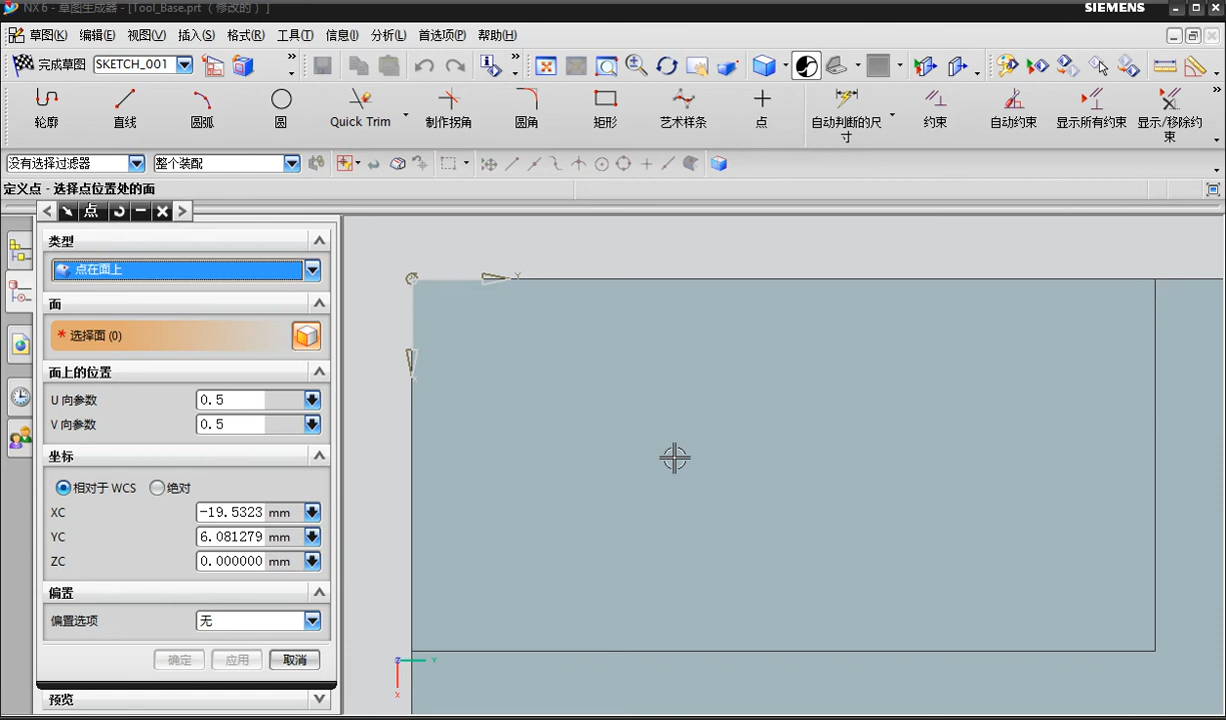 NX 6 - 草图生成器 - [Tool_Base.prt (修改的) ]
SIEMENS
草图(K) 编辑(E) 视图(V) 插入(S) 格式(R) 工具(T) 信息(I) 分析(L) 首选项(P) 帮助(H)
完成草图 SKETCH_001
轮廓 直线 圆弧 圆 Quick Trim 制作拐角 圆角 矩形 艺术样条 点 自动判断的尺寸 约束 自动约束 显示所有约束 显示/移除约束
没有选择过滤器 整个装配
定义点 - 选择点位置处的面
点
类型
点在面上
面
* 选择面 (0)
面上的位置
U 向参数 0.5
V 向参数 0.5
坐标
相对于 WCS 绝对
XC -19.5323 mm
YC 6.081279 mm
ZC 0.000000 mm
偏置
偏置选项 无
确定 应用 取消
预览
Y
Z Y
X